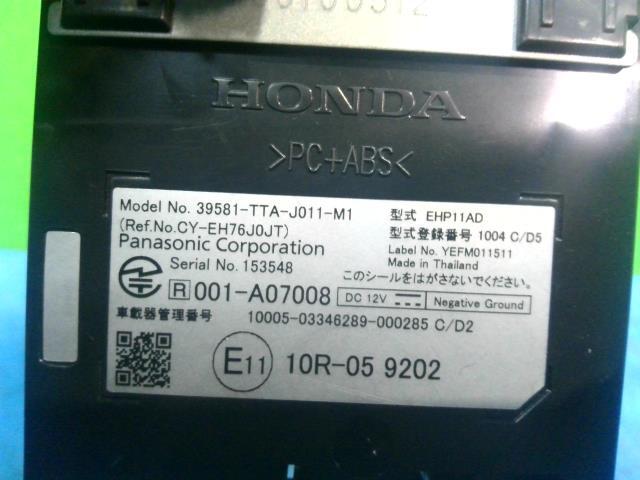 HONDA
>PC+ABS<
Model No. 39581-TTA-J011-M1 型式 EHP11AD
(Ref.No.CY-EH76J0JT) 型式登録番号 1004 C/D5
Panasonic Corporation Label No. YEFM011511
Serial No. 153548 Made in Thailand
このシールをはがさないでください。
R 001-A07008 DC 12V Negative Ground
車載器管理番号 10005-03346289-000285 C/D2
E11 10R-05 9202